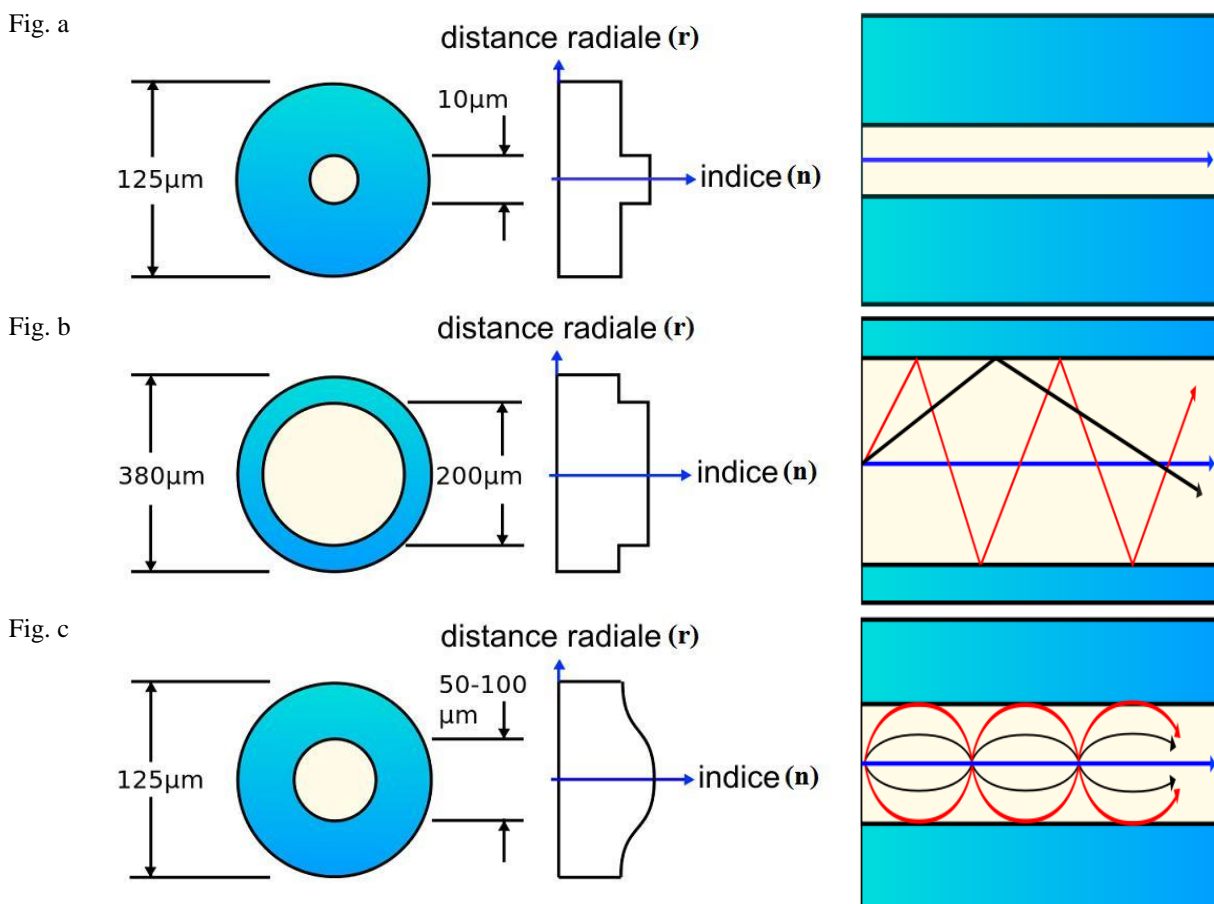 Fig. a
distance radiale (r)
10µm
125µm
indice (n)
Fig. b
distance radiale (r)
380µm
200µm
indice (n)
Fig. c
distance radiale (r)
50-100
µm
125µm
indice (n)